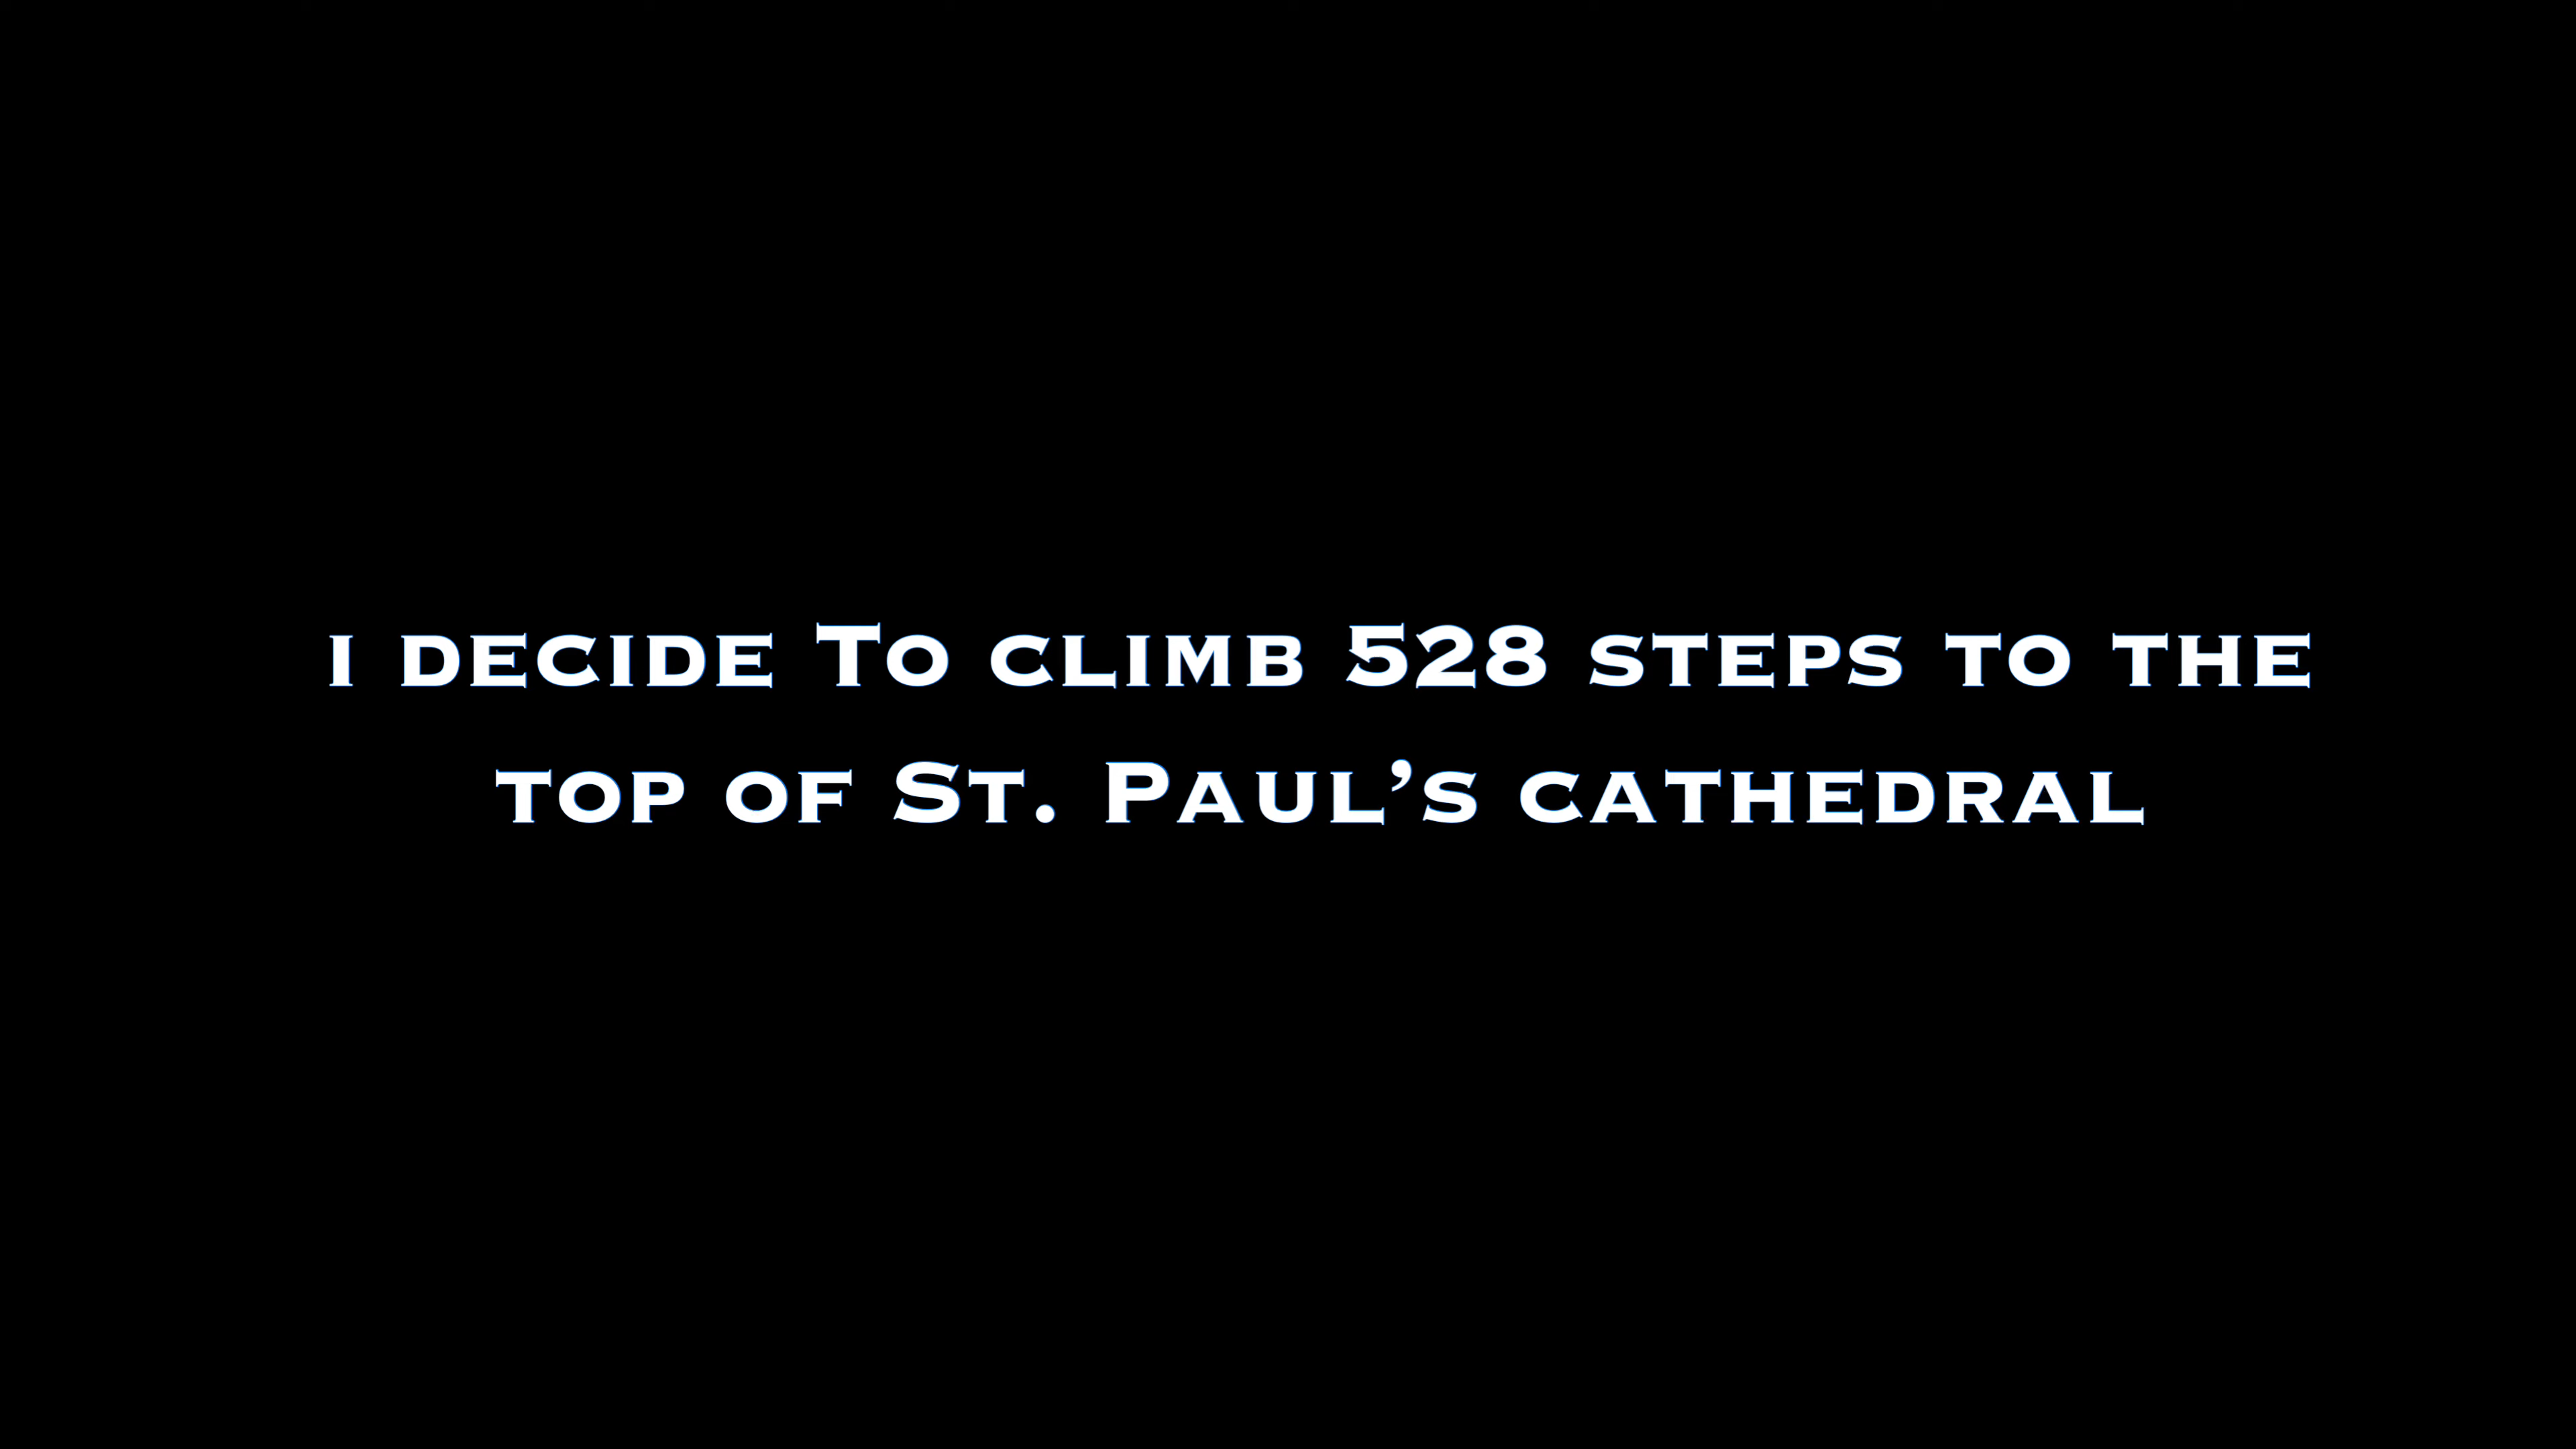 i decide To climb 528 steps to the
top of St. Paul’s cathedral